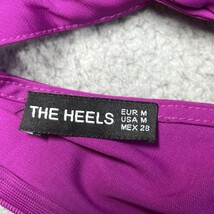 THE HEELS
EUR M
USA M
MEX 28